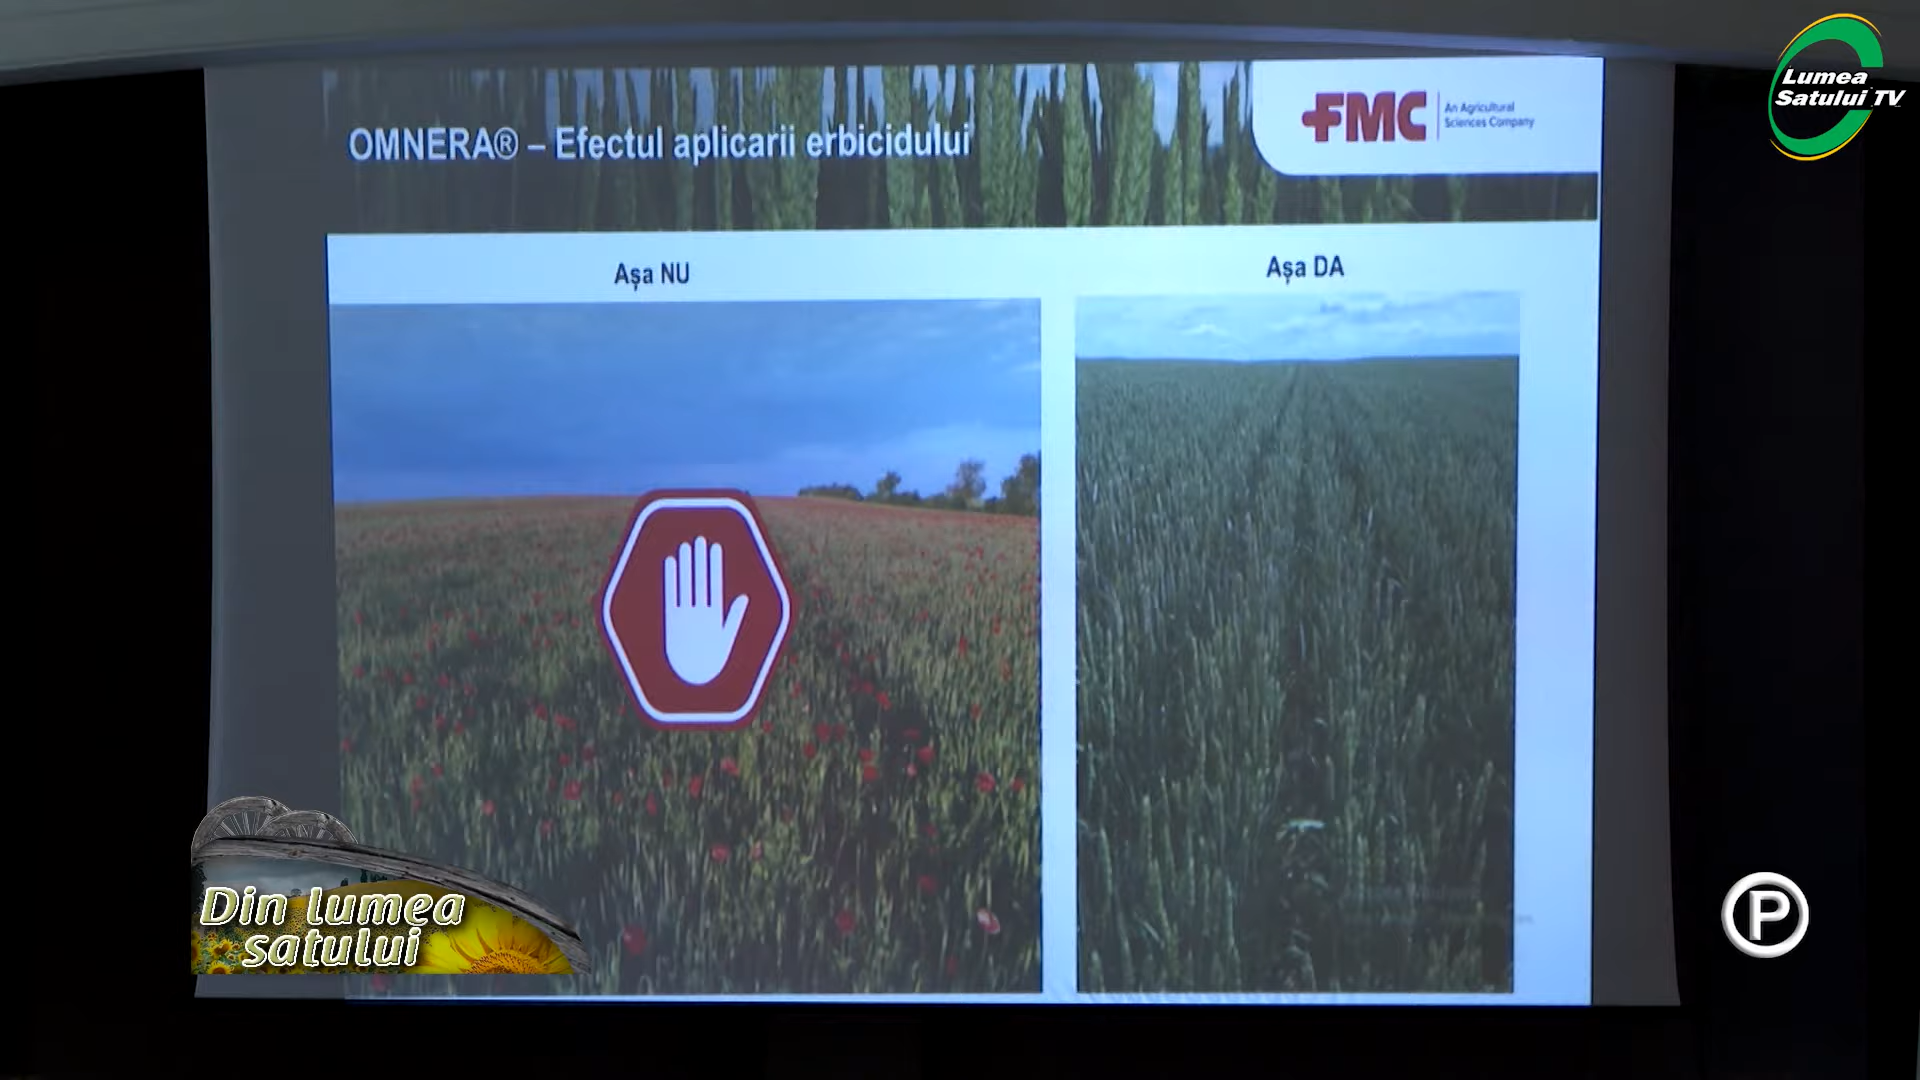 Lumea
Satului TV
FMC
An Agricultural
Sciences Company
OMNERA® – Efectul aplicarii erbicidului
Așa NU
Așa DA
Din lumea
satului
P